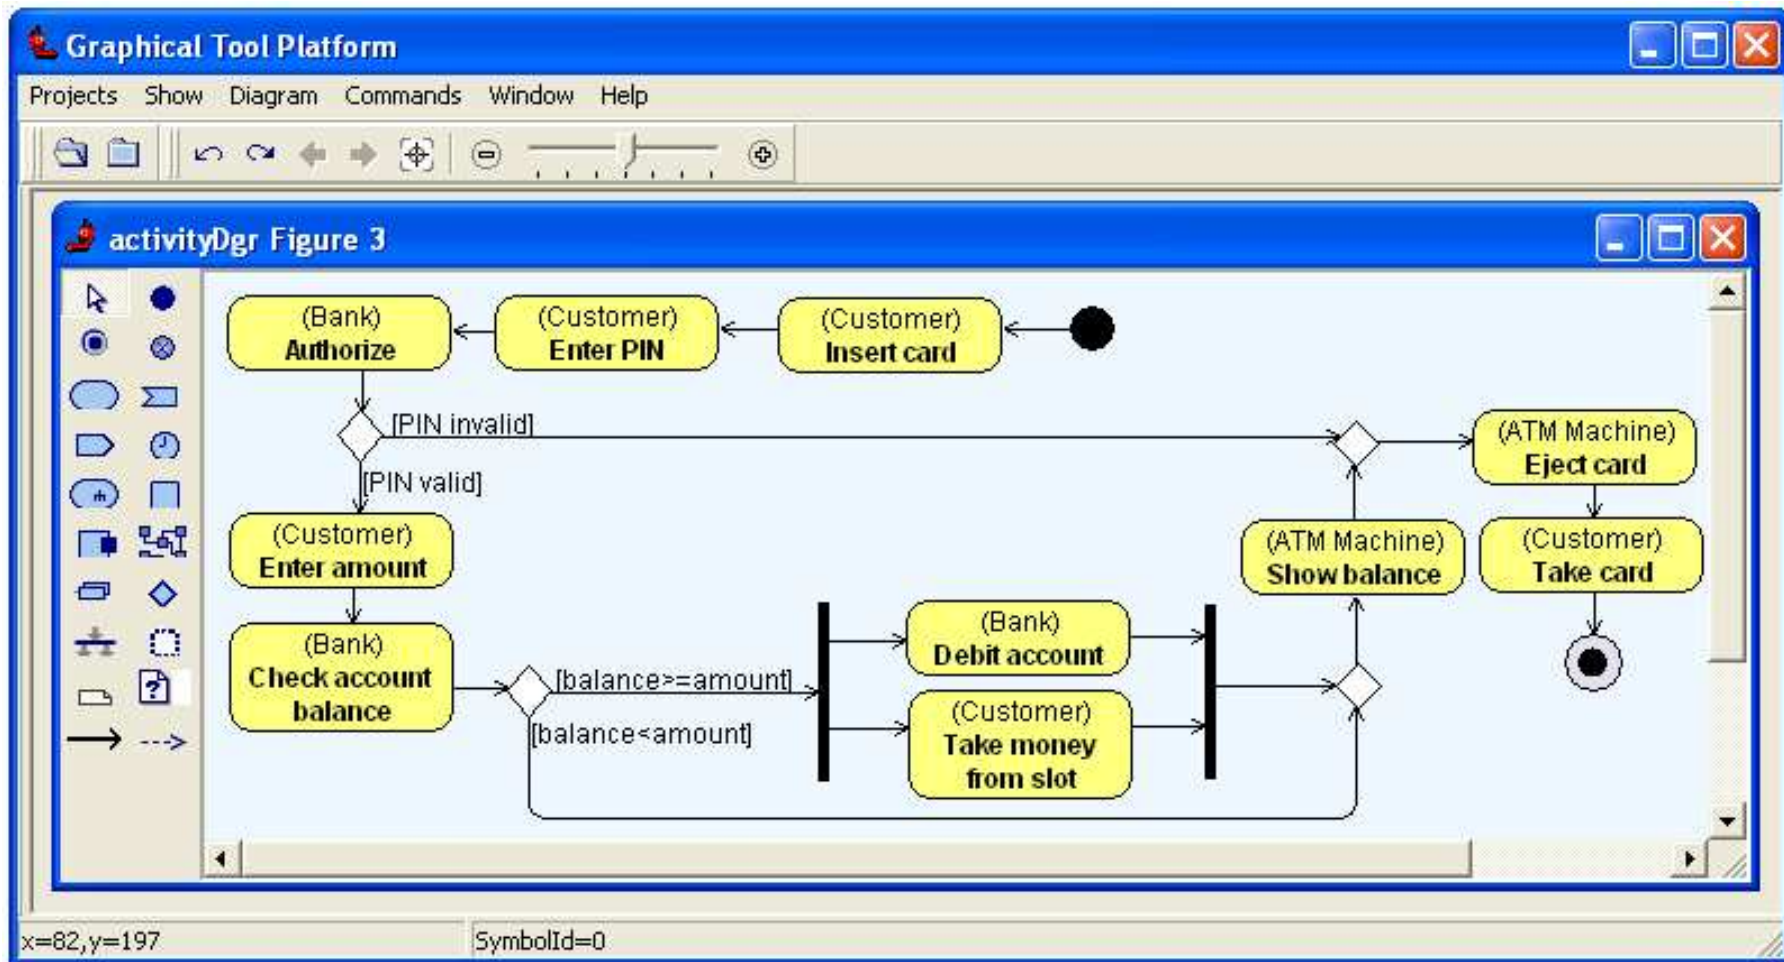 Graphical Tool Platform
Projects Show Diagram Commands Window Help
activityDgr Figure 3
(Bank)
Authorize
(Customer)
Enter PIN
(Customer)
Insert card
[PIN invalid]
[PIN valid]
(ATM Machine)
Eject card
(Customer)
Enter amount
(ATM Machine)
Show balance
(Customer)
Take card
(Bank)
Check account
balance
[balance>=amount]
[balance<amount]
(Bank)
Debit account
(Customer)
Take money
from slot
?
x=82,y=197
SymbolId=0